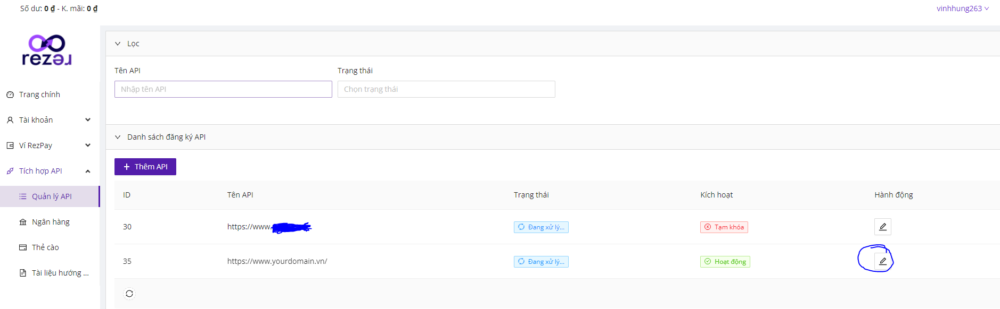 Số dư: 0 ₫ - K. mãi: 0 ₫
vinhhung263
rezər
Trang chính
Tài khoản
Ví RezPay
Tích hợp API
Quản lý API
Ngân hàng
Thẻ cào
Tài liệu hướng ...
Lọc
Tên API
Trạng thái
Nhập tên API
Chọn trạng thái
Danh sách đăng ký API
+ Thêm API
ID
Tên API
Trạng thái
Kích hoạt
Hành động
30
https://www.
Đang xử lý...
Tạm khóa
35
https://www.yourdomain.vn/
Đang xử lý...
Hoạt động